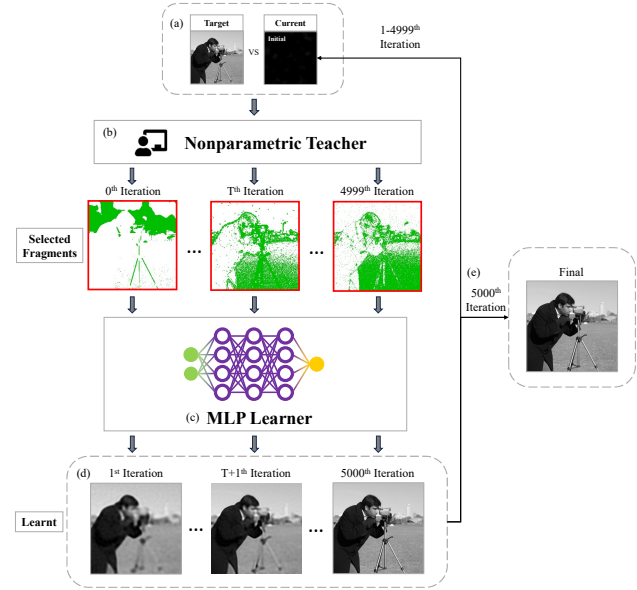 (a)
Target
Current
Initial
VS
1-4999th
Iteration
(b)
Nonparametric Teacher
0th Iteration
Tth Iteration
4999th Iteration
Selected
Fragments
...
...
(e)
5000th
Iteration
Final
(c) MLP Learner
(d)
1st Iteration
T+1th Iteration
5000th Iteration
Learnt
...
...